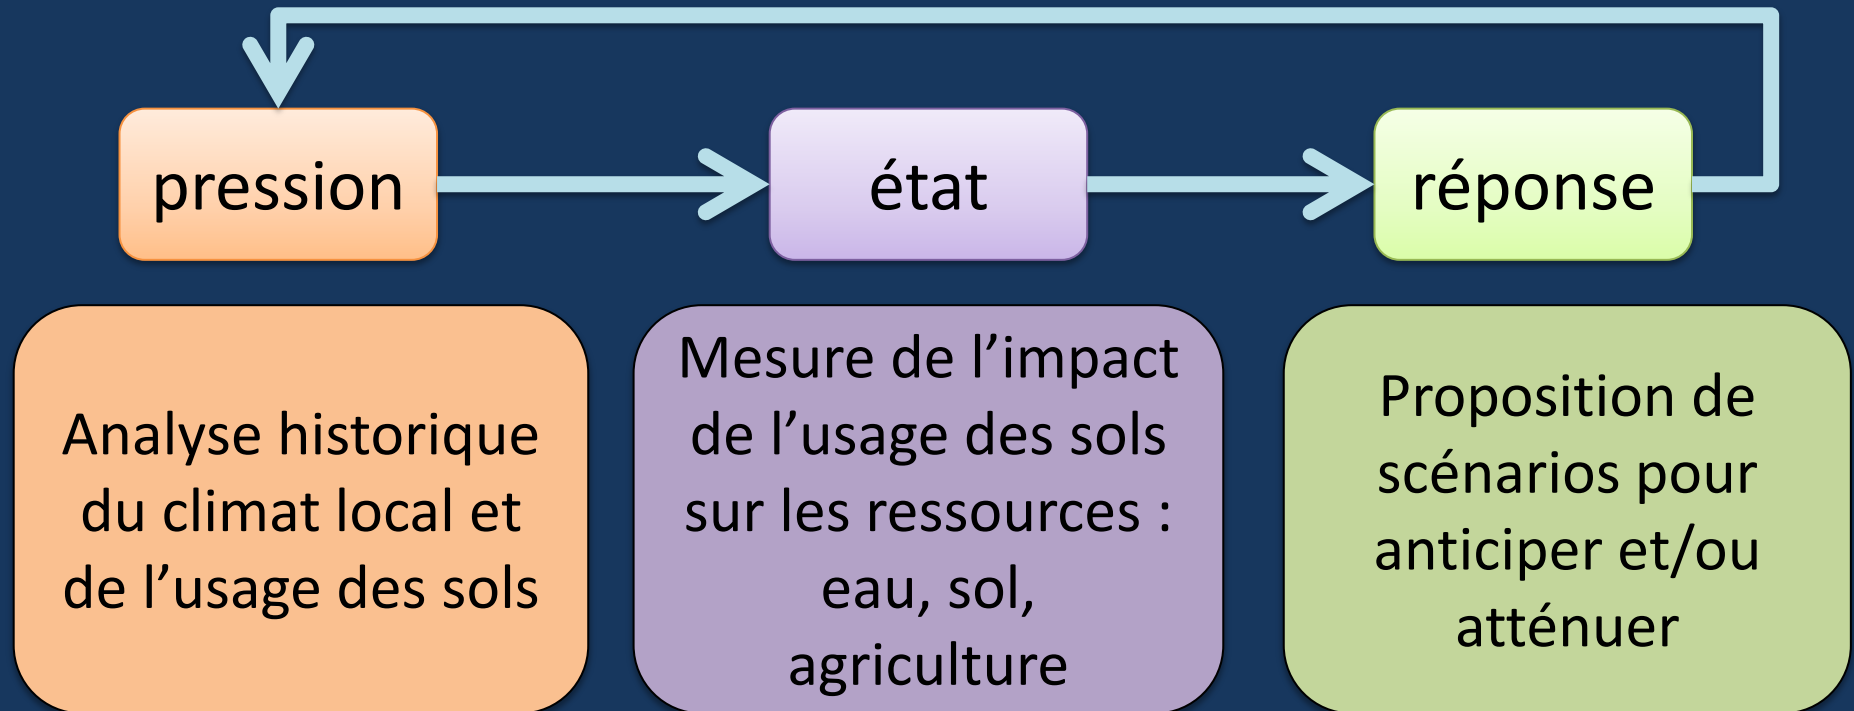 pression
état
réponse
Analyse historique
du climat local et
de l’usage des sols
Mesure de l’impact
de l’usage des sols
sur les ressources :
eau, sol,
agriculture
Proposition de
scénarios pour
anticiper et/ou
atténuer